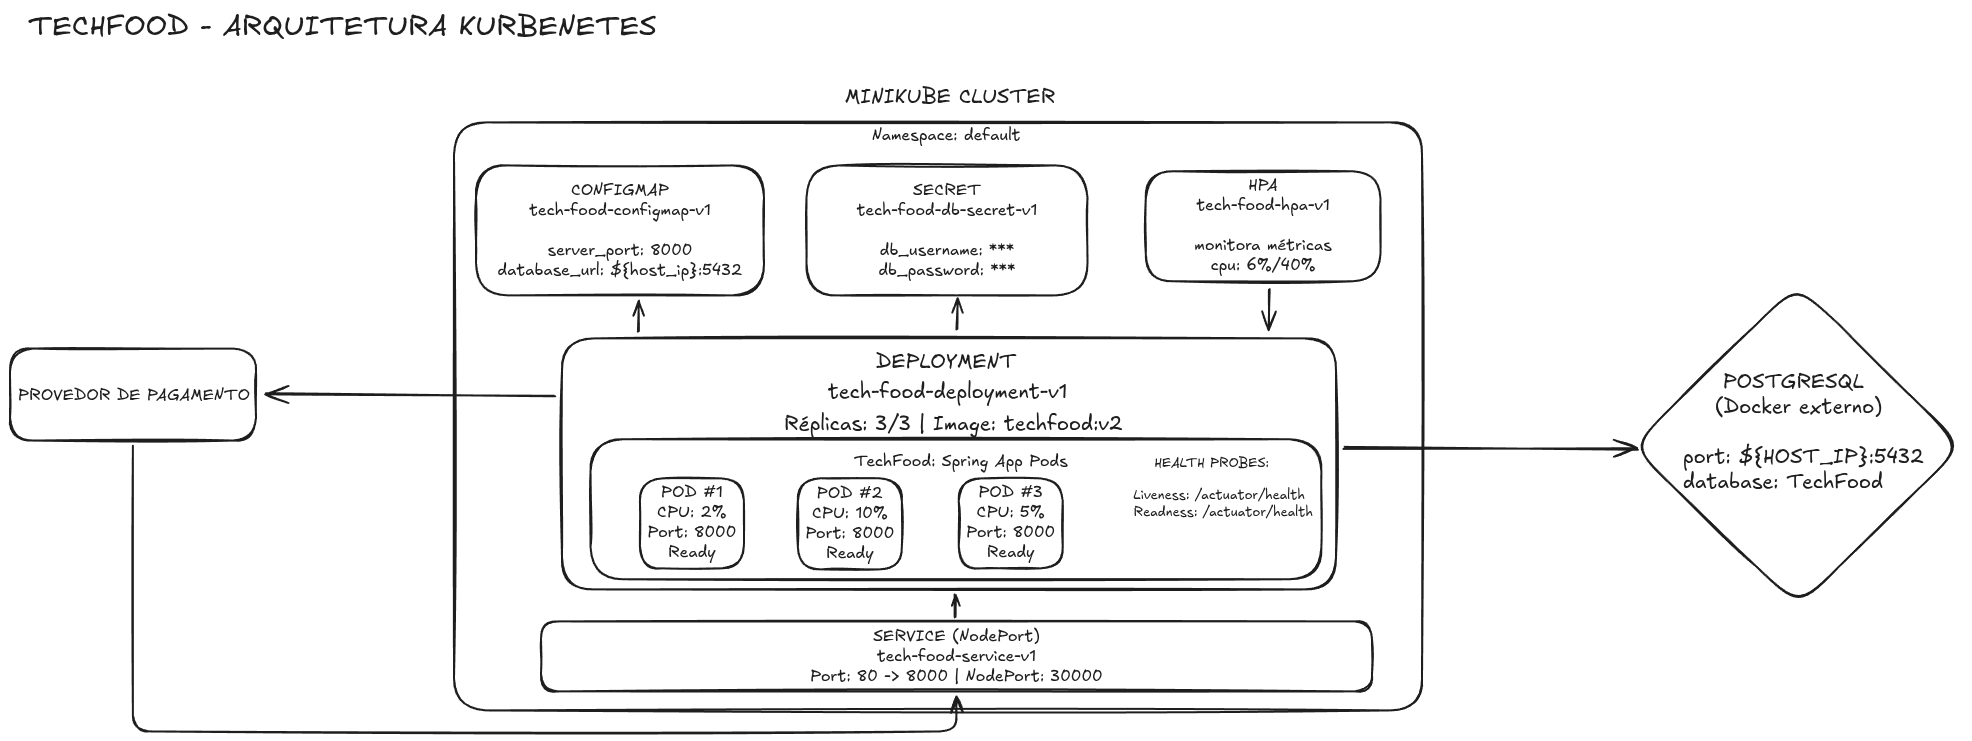 TECHFOOD - ARQUITETURA KURBENETES
MINIKUBE CLUSTER
Namespace: default
CONFIGMAP
tech-food-configmap-v1
server_port: 8000
database_url: ${host_ip}:5432
SECRET
tech-food-db-secret-v1
db_username: ***
db_password: ***
HPA
tech-food-hpa-v1
monitora métricas
cpu: 6%/40%
PROVEDOR DE PAGAMENTO
DEPLOYMENT
tech-food-deployment-v1
Réplicas: 3/3 | Image: techfood:v2
TechFood: Spring App Pods
POD #1
CPU: 2%
Port: 8000
Ready
POD #2
CPU: 10%
Port: 8000
Ready
POD #3
CPU: 5%
Port: 8000
Ready
HEALTH PROBES:
Liveness: /actuator/health
Readness: /actuator/health
SERVICE (NodePort)
tech-food-service-v1
Port: 80 -> 8000 | NodePort: 30000
POSTGRESQL
(Docker externo)
port: ${HOST_IP}:5432
database: TechFood